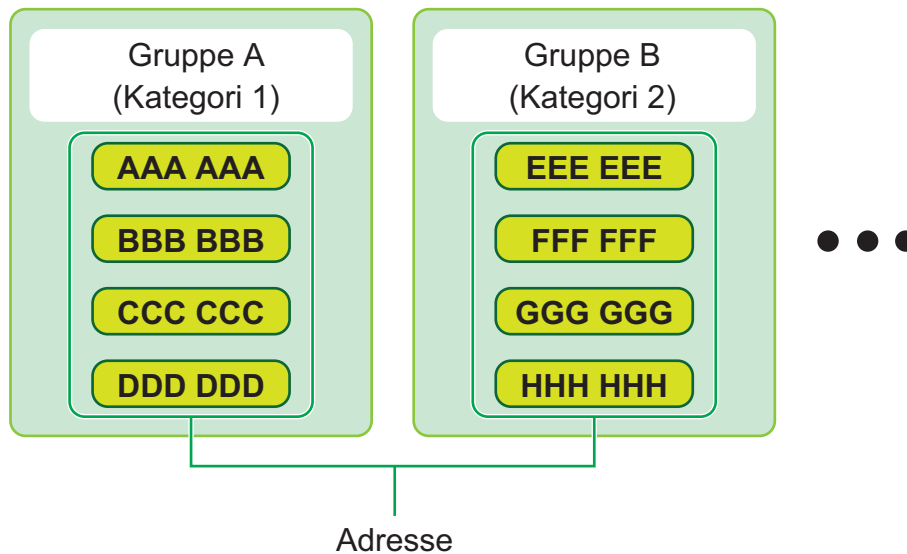 Gruppe A
(Kategori 1)
AAA AAA
BBB BBB
CCC CCC
DDD DDD
Gruppe B
(Kategori 2)
EEE EEE
FFF FFF
GGG GGG
HHH HHH
Adresse